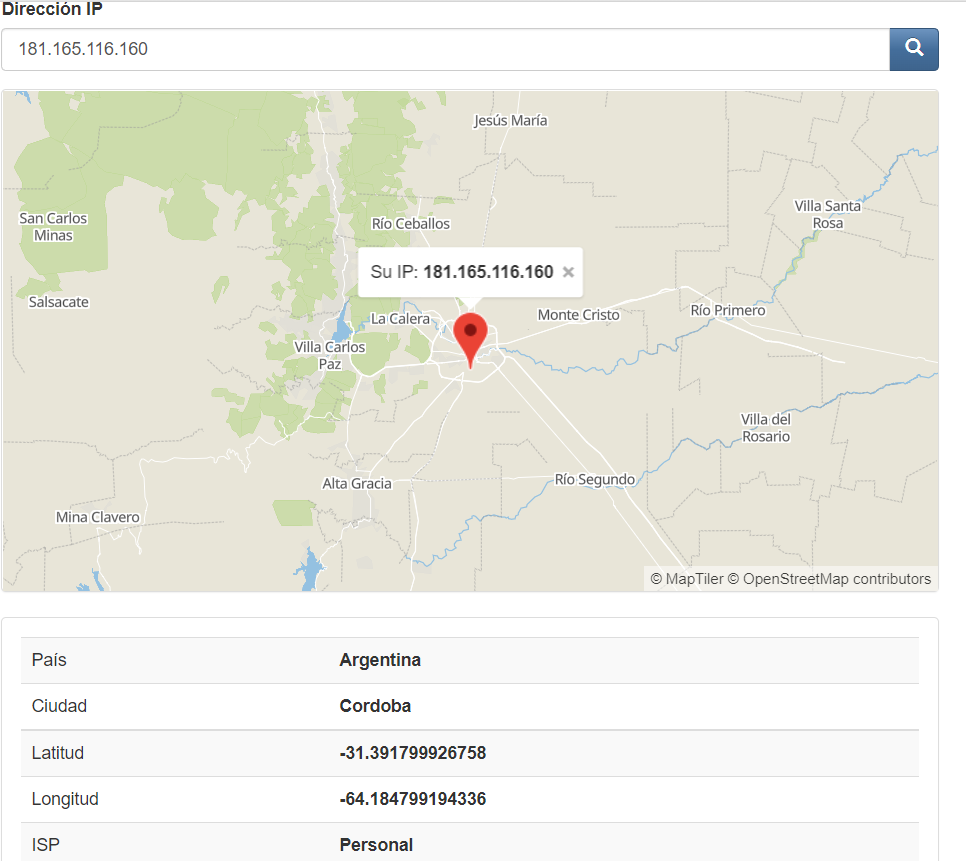 Dirección IP
181.165.116.160
Jesús María
San Carlos
Minas
Río Ceballos
Villa Santa
Rosa
Su IP: 181.165.116.160 ×
Salsacate
La Calera
Monte Cristo
Río Primero
Villa Carlos
Paz
Villa del
Rosario
Alta Gracia
Río Segundo
Mina Clavero
© MapTiler © OpenStreetMap contributors
País Argentina
Ciudad Cordoba
Latitud -31.391799926758
Longitud -64.184799194336
ISP Personal